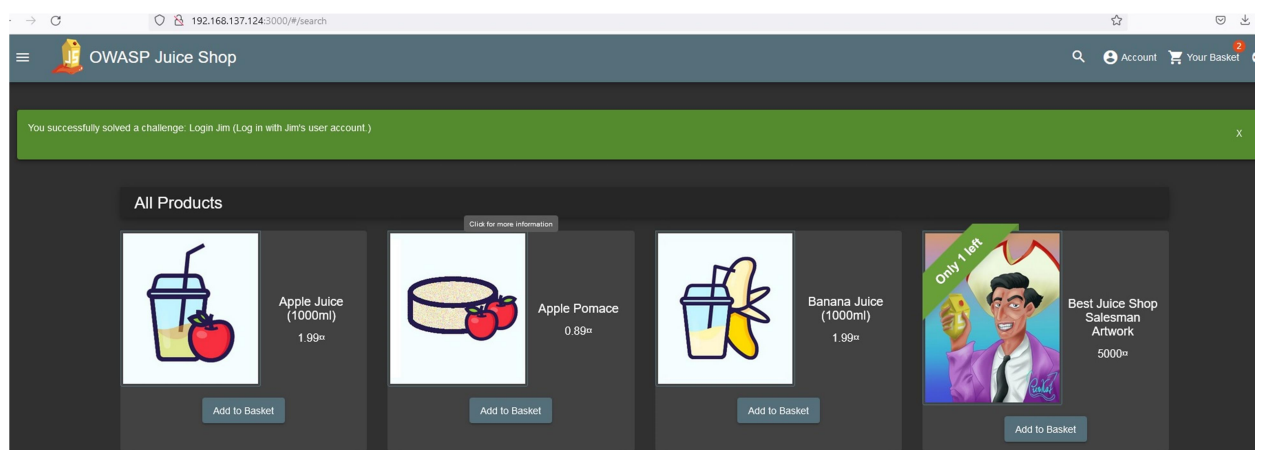 192.168.137.124:3000/#/search
JS
OWASP Juice Shop
Account
Your Basket
2
You successfully solved a challenge: Login Jim (Log in with Jim's user account.)
X
All Products
Click for more information
Apple Juice
(1000ml)
1.99¤
Add to Basket
Apple Pomace
0.89¤
Add to Basket
Banana Juice
(1000ml)
1.99¤
Add to Basket
Only 1 left
Best Juice Shop
Salesman
Artwork
5000¤
Add to Basket